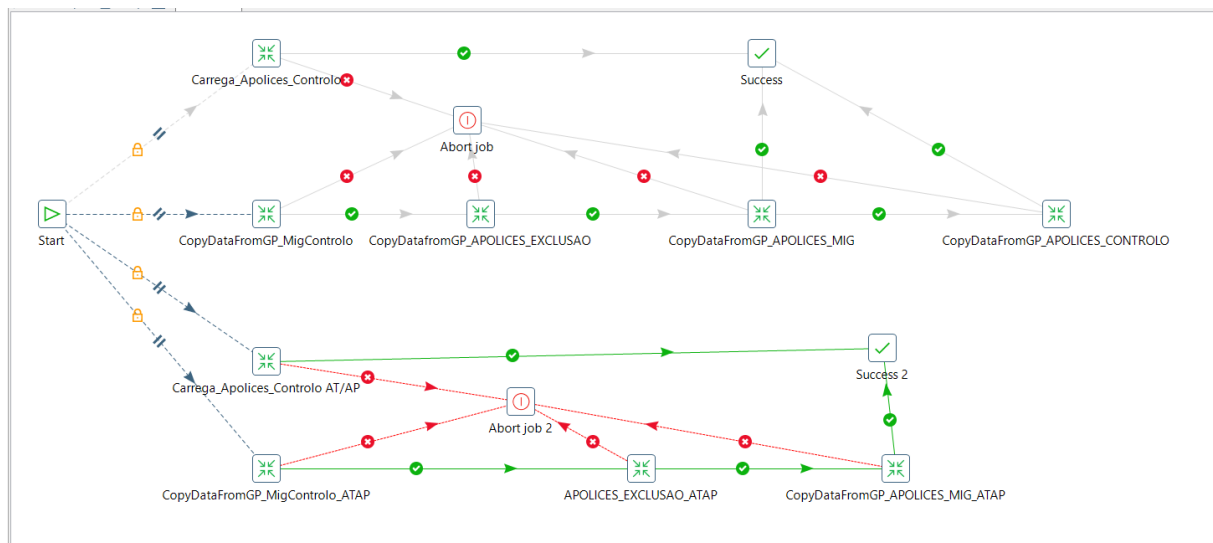 Carrega_Apolices_Controlo
Success
Abort job
Start
CopyDataFromGP_MigControlo
CopyDatafromGP_APOLICES_EXCLUSAO
CopyDataFromGP_APOLICES_MIG
CopyDataFromGP_APOLICES_CONTROLO
Carrega_Apolices_Controlo AT/AP
Success 2
Abort job 2
CopyDataFromGP_MigControlo_ATAP
APOLICES_EXCLUSAO_ATAP
CopyDataFromGP_APOLICES_MIG_ATAP